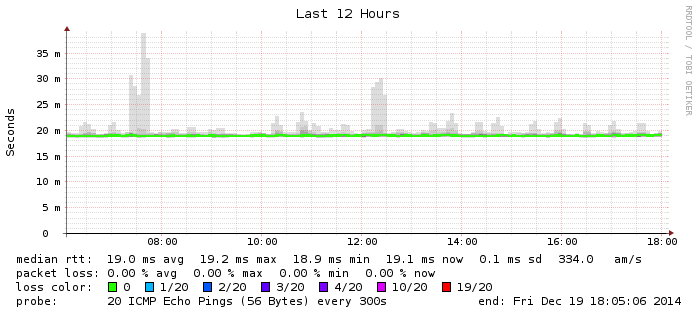 Last 12 Hours
RRDTOOL / TOBI OETIKER
Seconds
35 m
30 m
25 m
20 m
15 m
10 m
5 m
0
08:00 10:00 12:00 14:00 16:00 18:00
median rtt: 19.0 ms avg 19.2 ms max 18.9 ms min 19.1 ms now 0.1 ms sd 334.0 am/s
packet loss: 0.00 % avg 0.00 % max 0.00 % min 0.00 % now
loss color: 0 1/20 2/20 3/20 4/20 10/20 19/20
probe: 20 ICMP Echo Pings (56 Bytes) every 300s end: Fri Dec 19 18:05:06 2014